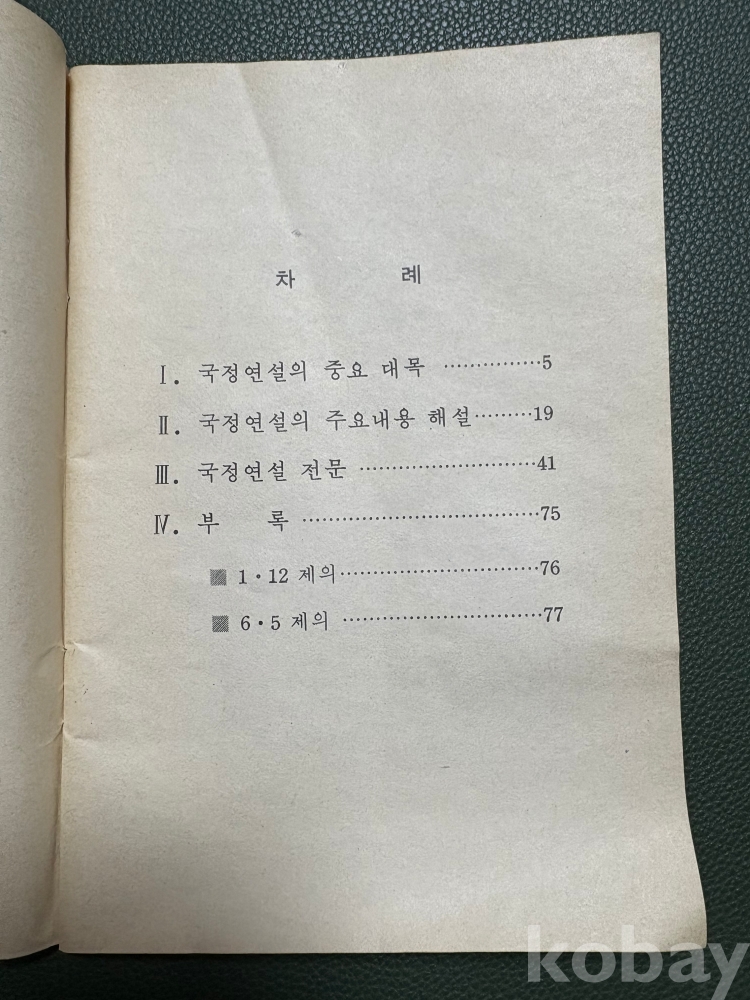 차 례
Ⅰ. 국정연설의 중요 대목 ……………5
Ⅱ. 국정연설의 주요내용 해설………19
Ⅲ. 국정연설 전문 ………………………41
Ⅳ. 부 록 ………………………………75
▨ 1·12 제의…………………………76
▨ 6·5 제의 …………………………77
kobay